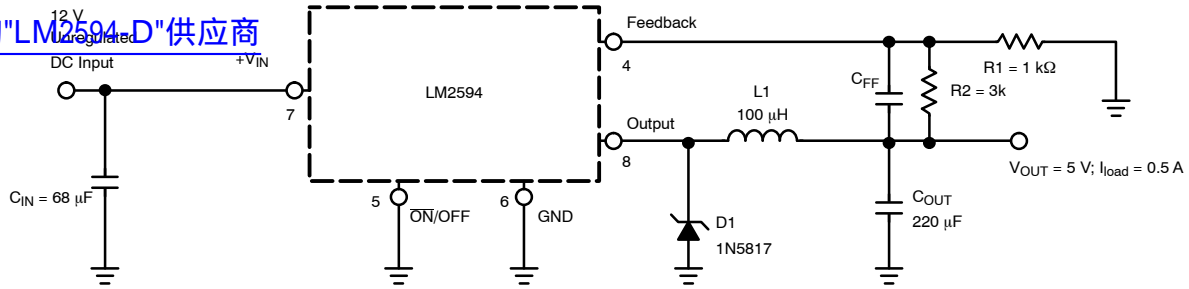 12 V
Unregulated
DC Input
"LM2594-D"供应商
+VIN
Feedback
4
LM2594
7
CFF
R1 = 1 kΩ
R2 = 3k
L1
100 μH
Output
8
VOUT = 5 V; Iload = 0.5 A
CIN = 68 μF
5
ON/OFF
6
GND
D1
1N5817
COUT
220 μF